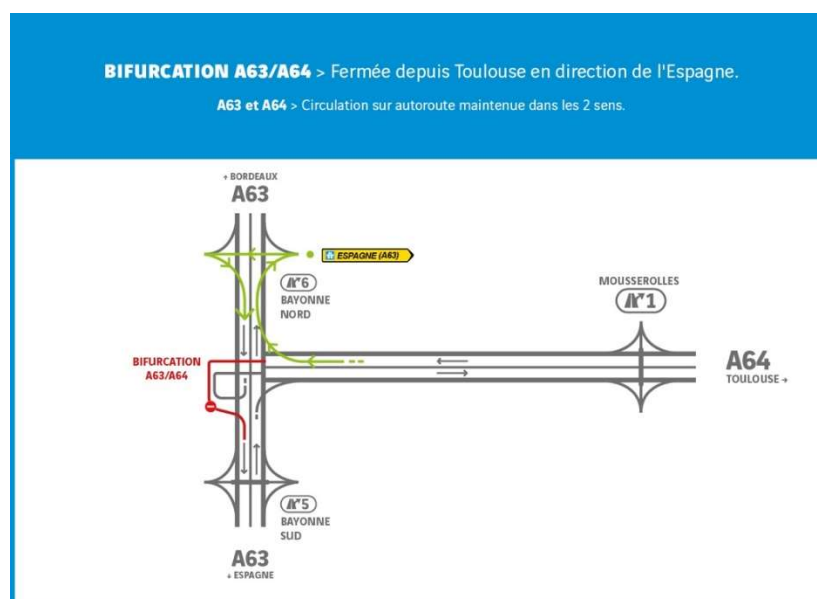 BIFURCATION A63/A64 > Fermée depuis Toulouse en direction de l'Espagne.
A63 et A64 > Circulation sur autoroute maintenue dans les 2 sens.
↑ BORDEAUX
A63
ESPAGNE (A63)
6
BAYONNE
NORD
MOUSSEROLLES
1
BIFURCATION
A63/A64
A64
TOULOUSE →
5
BAYONNE
SUD
A63
↓ ESPAGNE